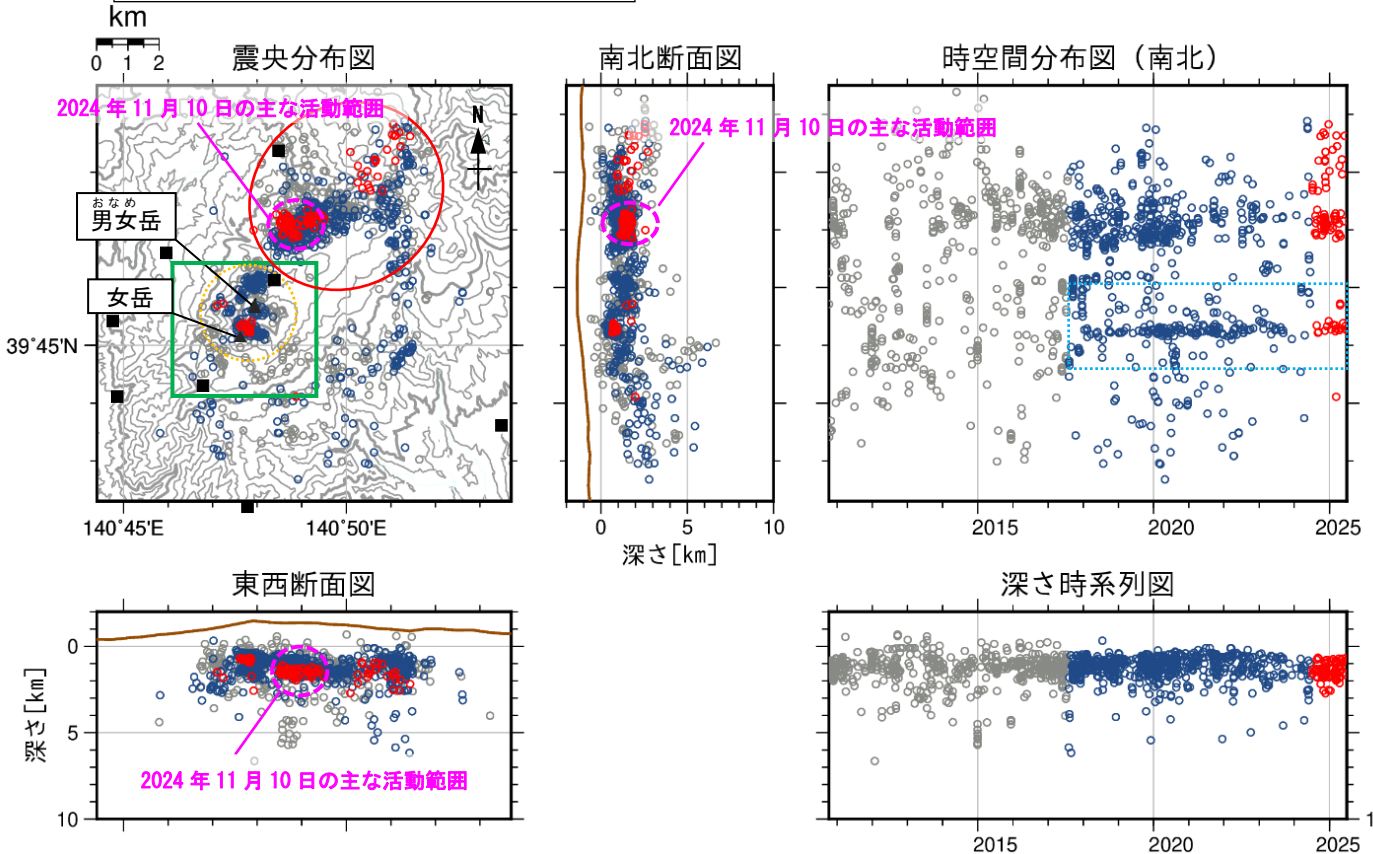 km
0 1 2
震央分布図
南北断面図
時空間分布図（南北）
2024 年 11 月 10 日の主な活動範囲
N
2024 年 11 月 10 日の主な活動範囲
おなめ
男女岳
女岳
39°45'N
140°45'E
140°50'E
0 5 10
深さ[km]
2015 2020 2025
東西断面図
深さ時系列図
0
5
10
深さ[km]
2024 年 11 月 10 日の主な活動範囲
1
2015 2020 2025